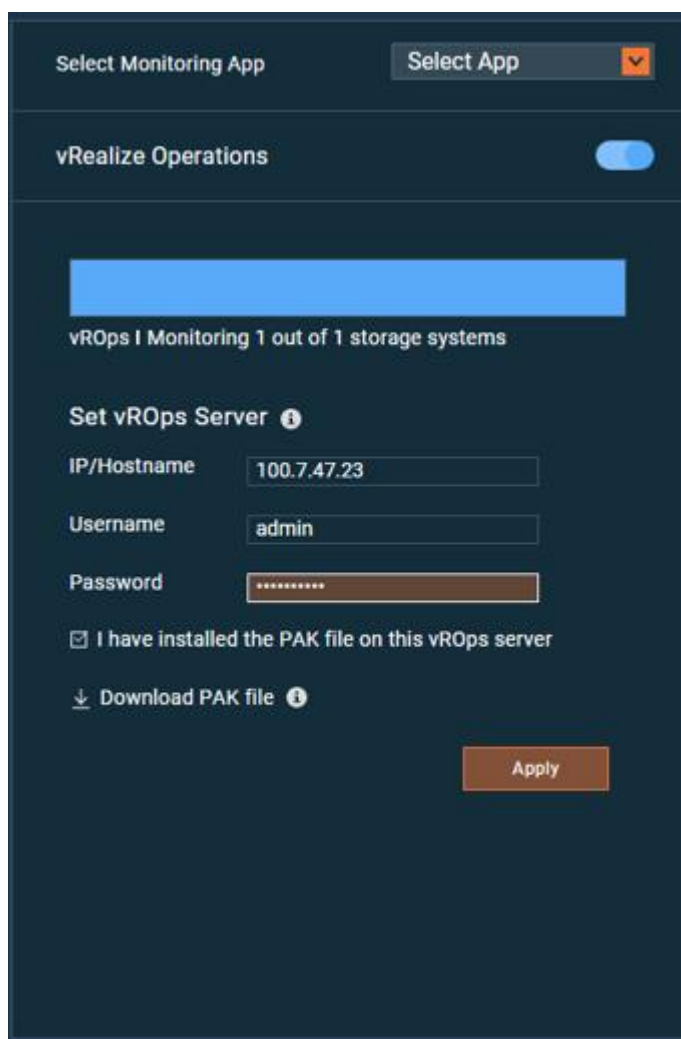 Select Monitoring App Select App
vRealize Operations
vROps I Monitoring 1 out of 1 storage systems
Set vROps Server
IP/Hostname 100.7.47.23
Username admin
Password ••••••••••
I have installed the PAK file on this vROps server
Download PAK file
Apply